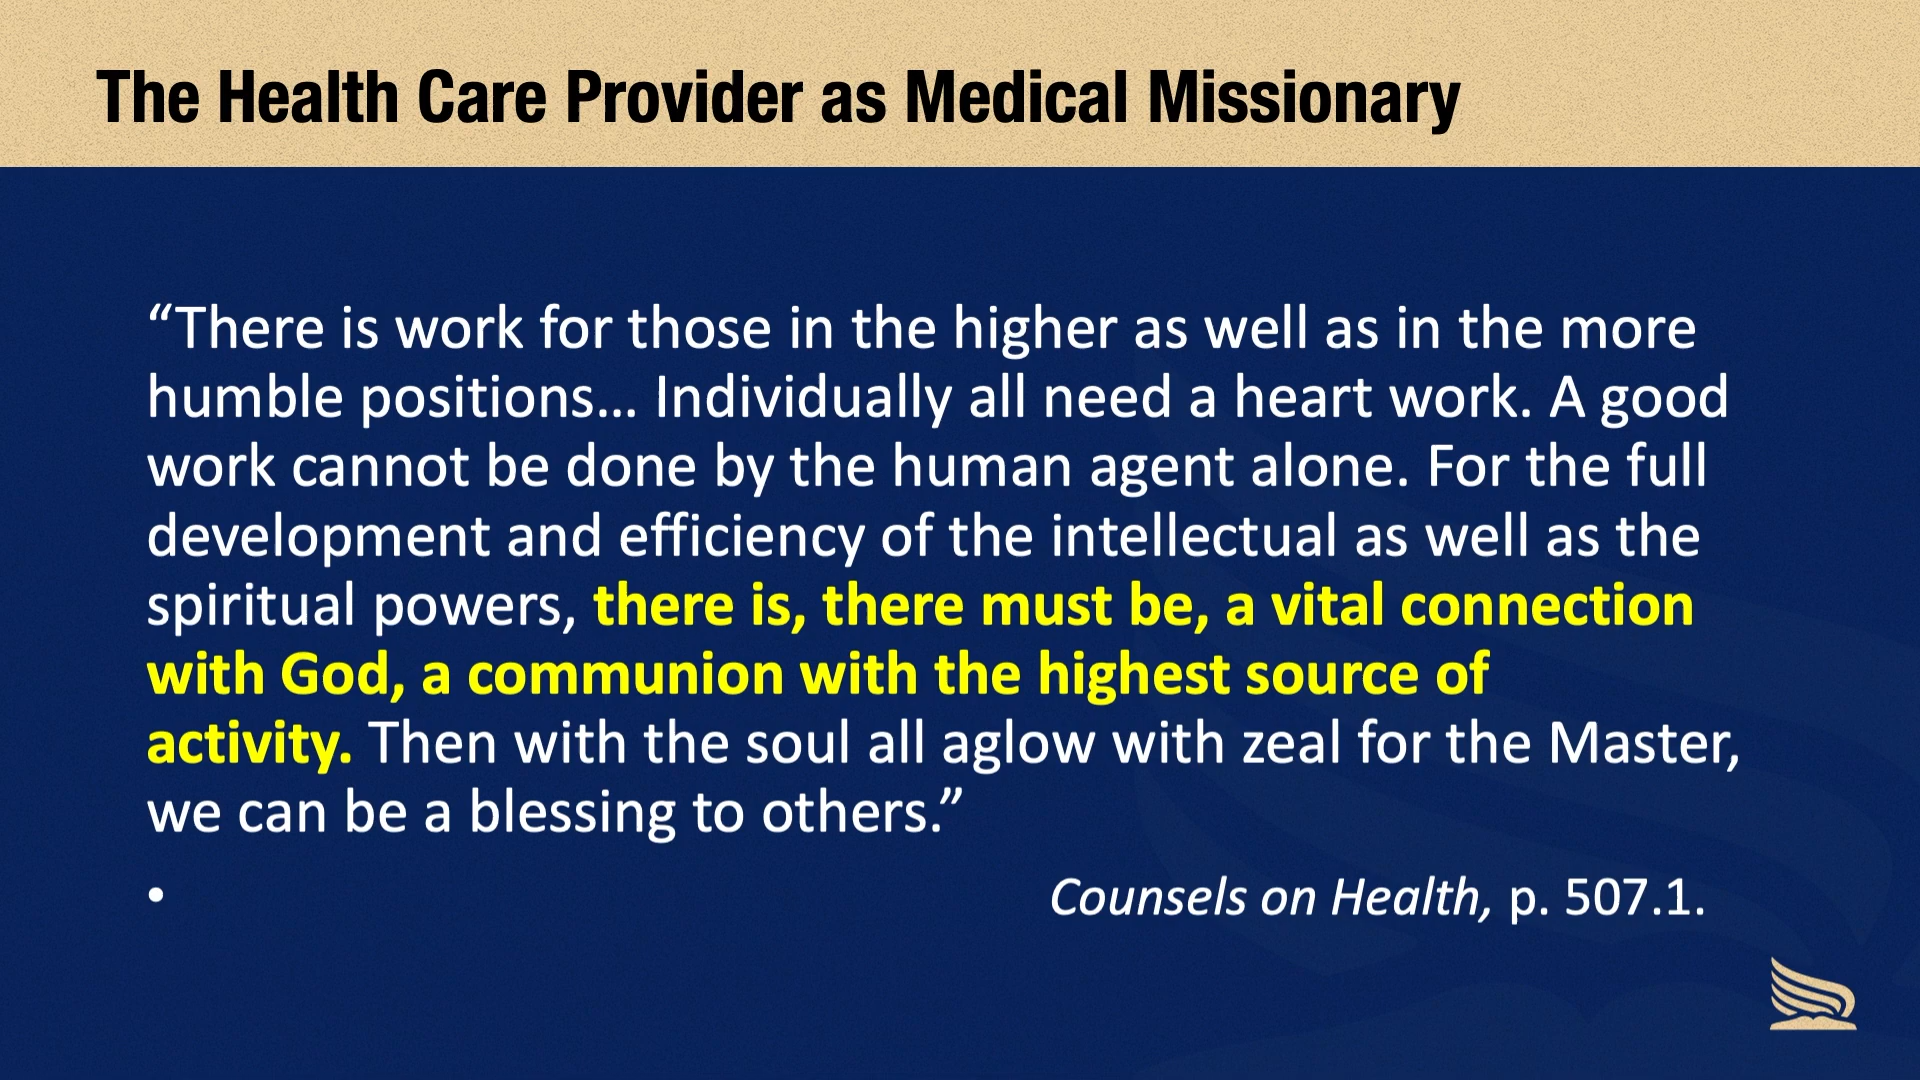 The Health Care Provider as Medical Missionary
“There is work for those in the higher as well as in the more
humble positions... Individually all need a heart work. A good
work cannot be done by the human agent alone. For the full
development and efficiency of the intellectual as well as the
spiritual powers, there is, there must be, a vital connection
with God, a communion with the highest source of
activity. Then with the soul all aglow with zeal for the Master,
we can be a blessing to others.”
• Counsels on Health, p. 507.1.